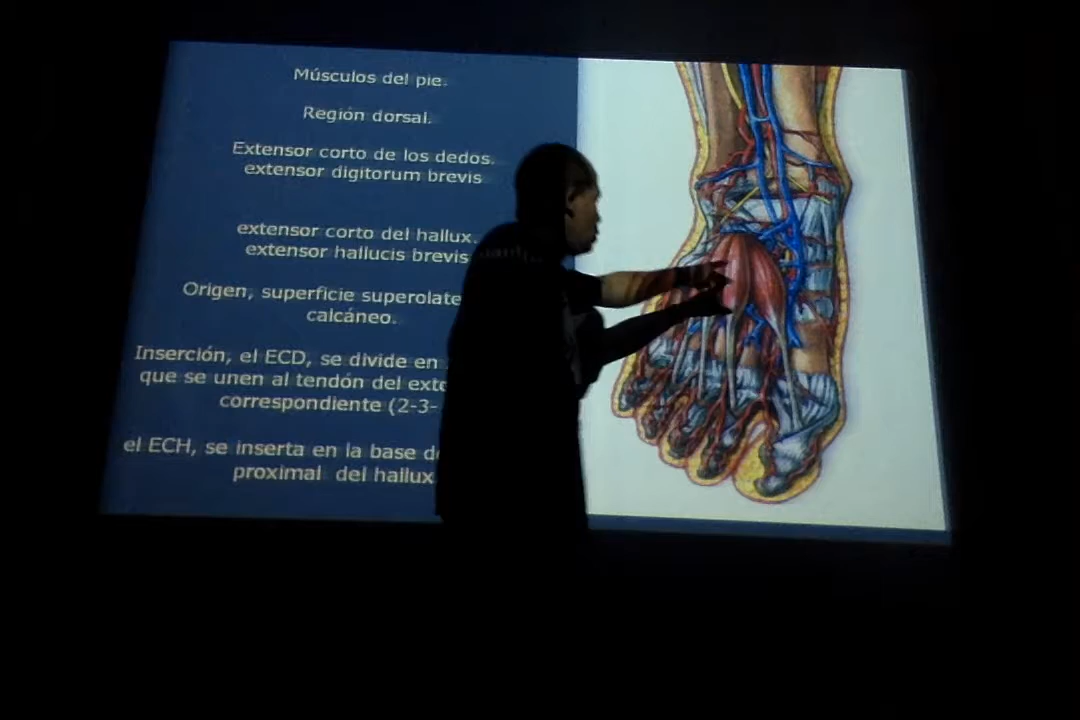 Músculos del pie.
Región dorsal.
Extensor corto de los dedos.
extensor digitorum brevis
extensor corto del hallux.
extensor hallucis brevis
Origen, superficie
calcáneo.
Inserción, el ECD, se divide en
que se unen al tendón del
correspondiente (2-3-
el ECH, se inserta en la base
proximal del hallux